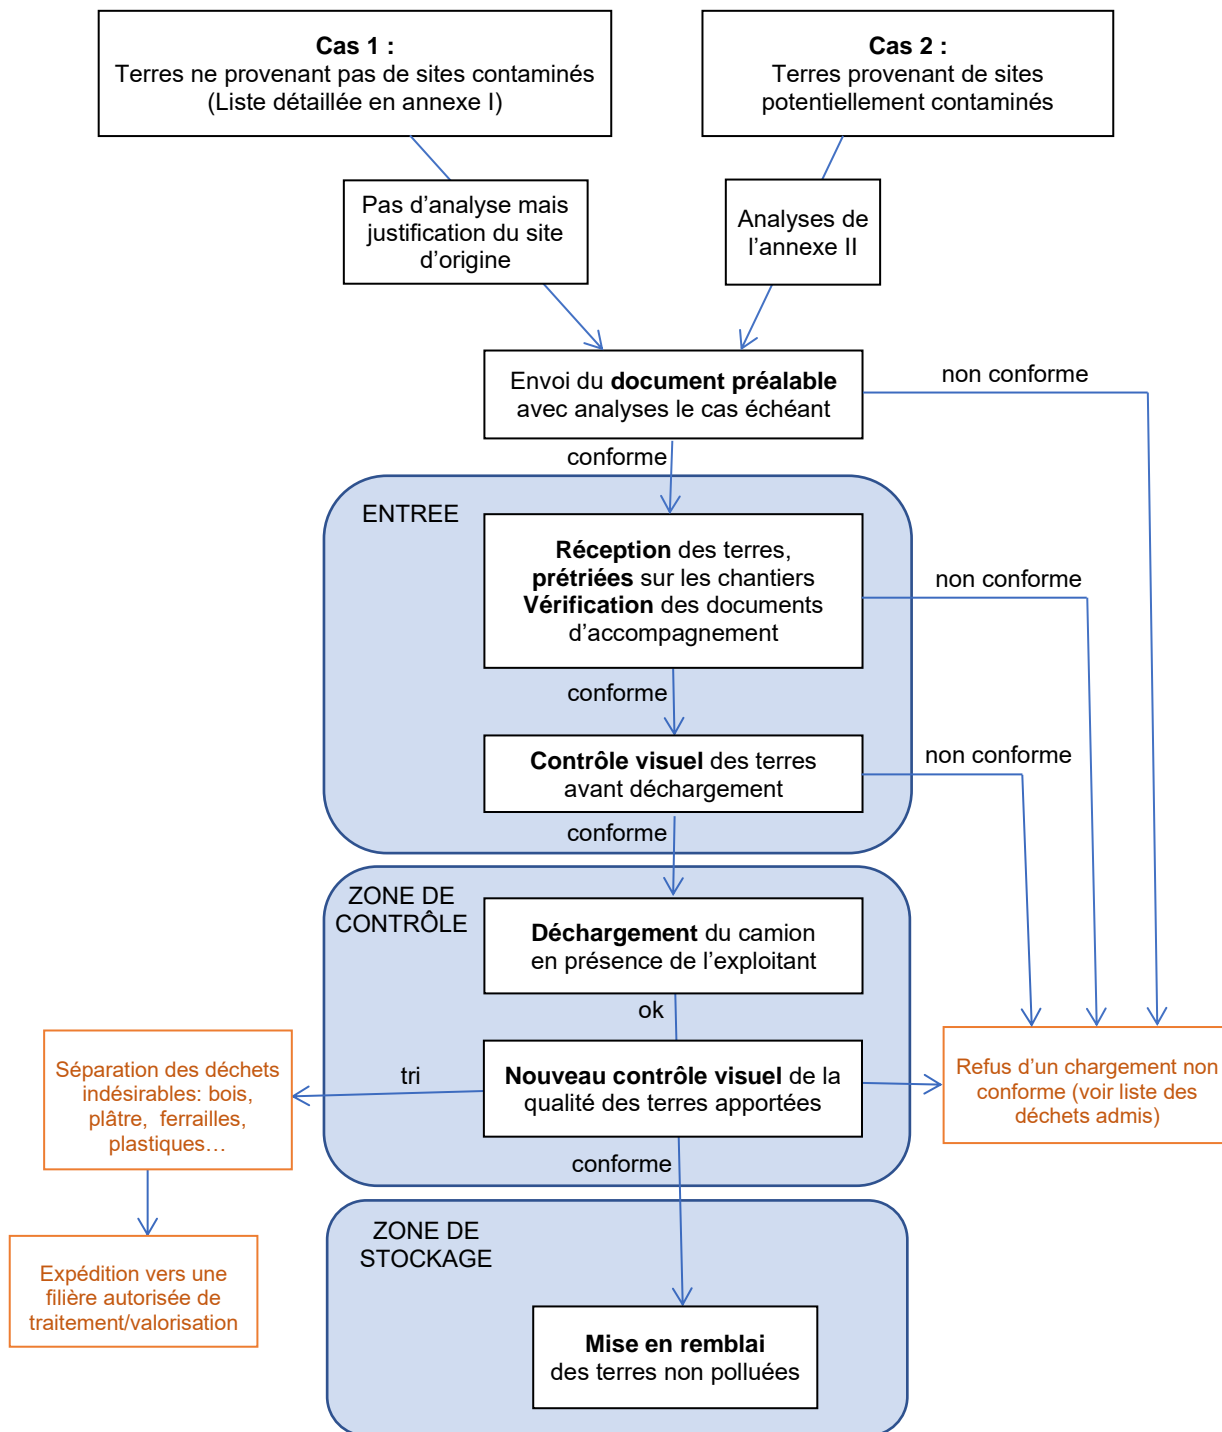 Cas 1 :
Terres ne provenant pas de sites contaminés
(Liste détaillée en annexe I)
Cas 2 :
Terres provenant de sites
potentiellement contaminés
Pas d’analyse mais
justification du site
d’origine
Analyses de
l’annexe II
Envoi du document préalable
avec analyses le cas échéant
non conforme
conforme
ENTREE
Réception des terres,
prétriées sur les chantiers
Vérification des documents
d’accompagnement
non conforme
conforme
Contrôle visuel des terres
avant déchargement
non conforme
conforme
ZONE DE
CONTRÔLE
Déchargement du camion
en présence de l’exploitant
ok
Séparation des déchets
indésirables: bois,
plâtre, ferrailles,
plastiques…
tri
Nouveau contrôle visuel de la
qualité des terres apportées
Refus d’un chargement non
conforme (voir liste des
déchets admis)
conforme
Expédition vers une
filière autorisée de
traitement/valorisation
ZONE DE
STOCKAGE
Mise en remblai
des terres non polluées